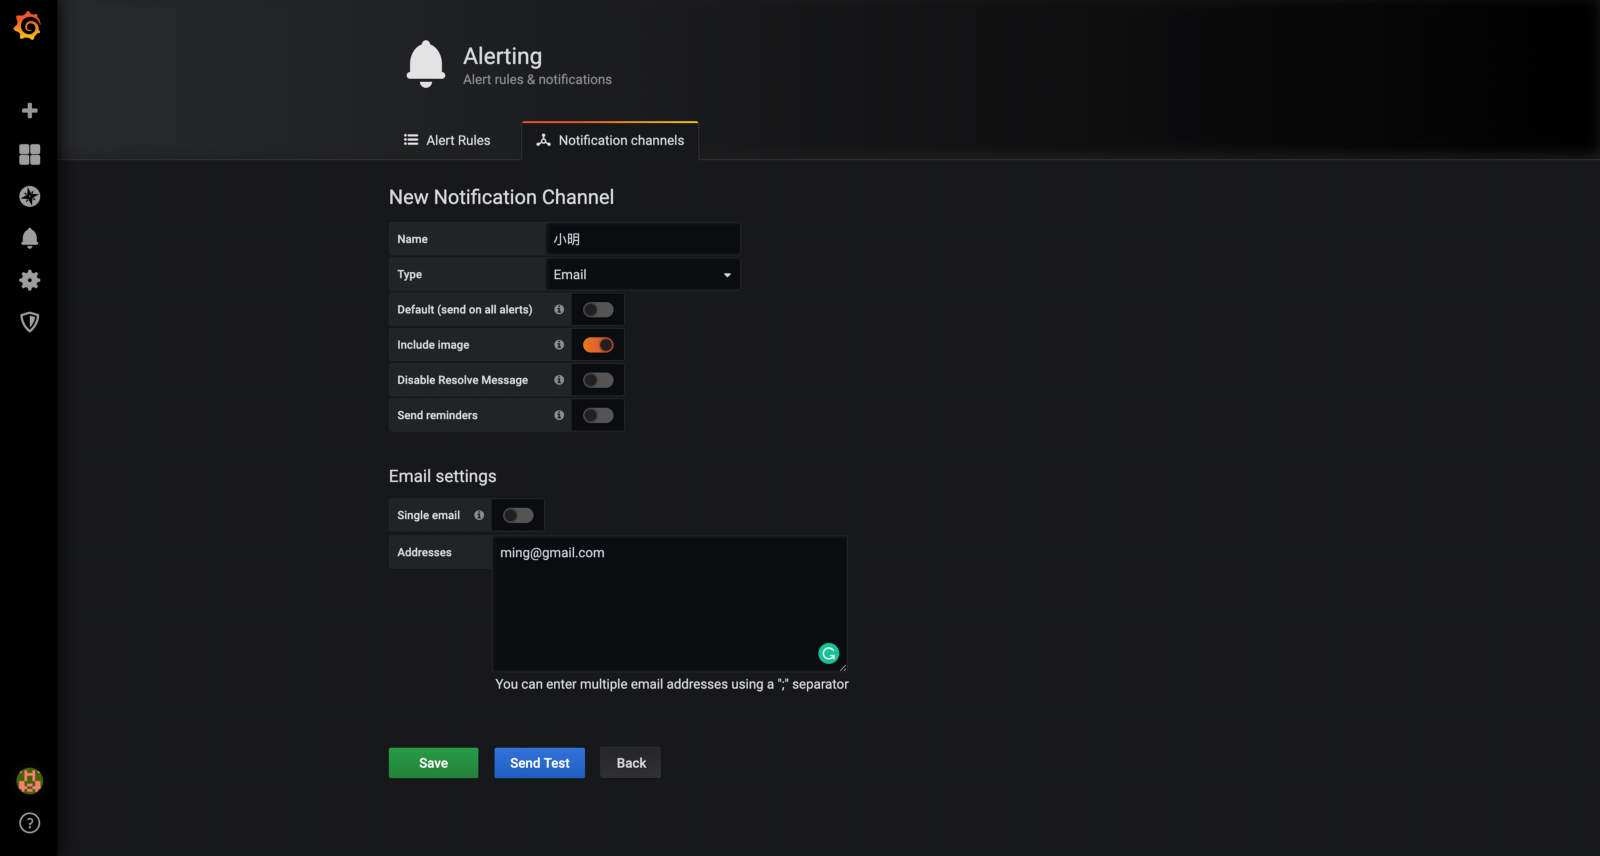 Alerting
Alert rules & notifications
Alert Rules
Notification channels
New Notification Channel
Name
小明
Type
Email
Default (send on all alerts)
Include image
Disable Resolve Message
Send reminders
Email settings
Single email
Addresses
ming@gmail.com
You can enter multiple email addresses using a ";" separator
Save
Send Test
Back